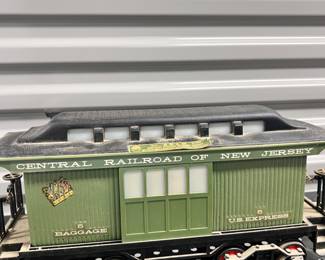 CENTRAL RAILROAD OF NEW JERSEY
5
BAGGAGE
5
U.S. EXPRESS